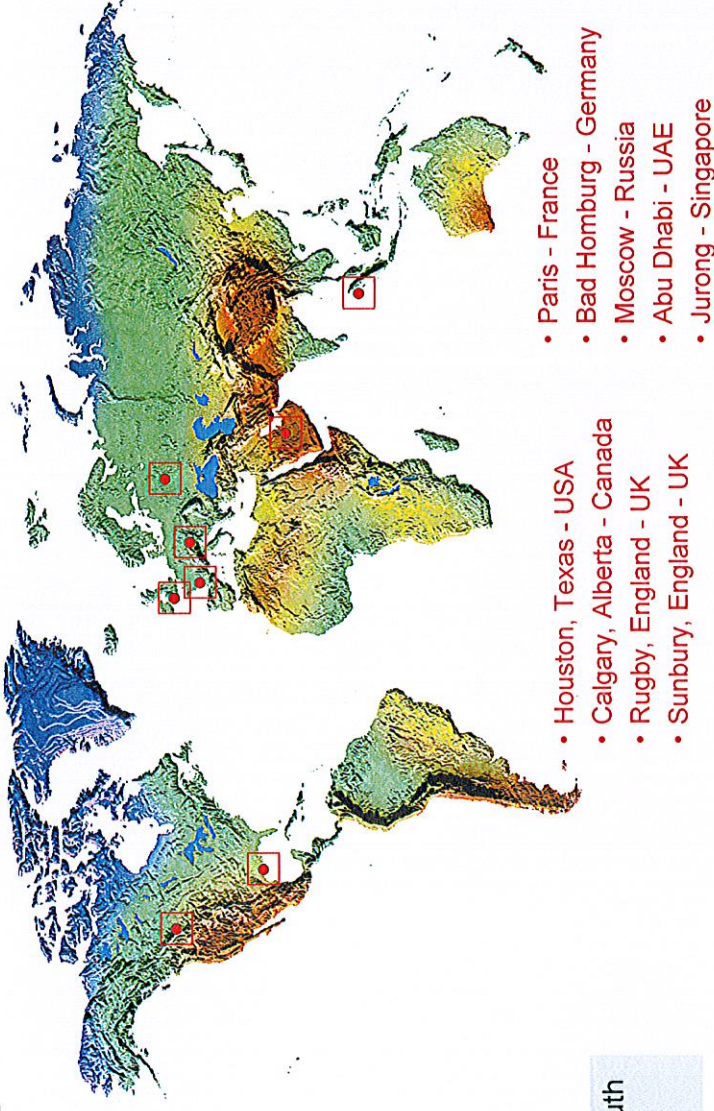 • Houston, Texas - USA
• Calgary, Alberta - Canada
• Rugby, England - UK
• Sunbury, England - UK
• Paris - France
• Bad Homburg - Germany
• Moscow - Russia
• Abu Dhabi - UAE
• Jurong - Singapore